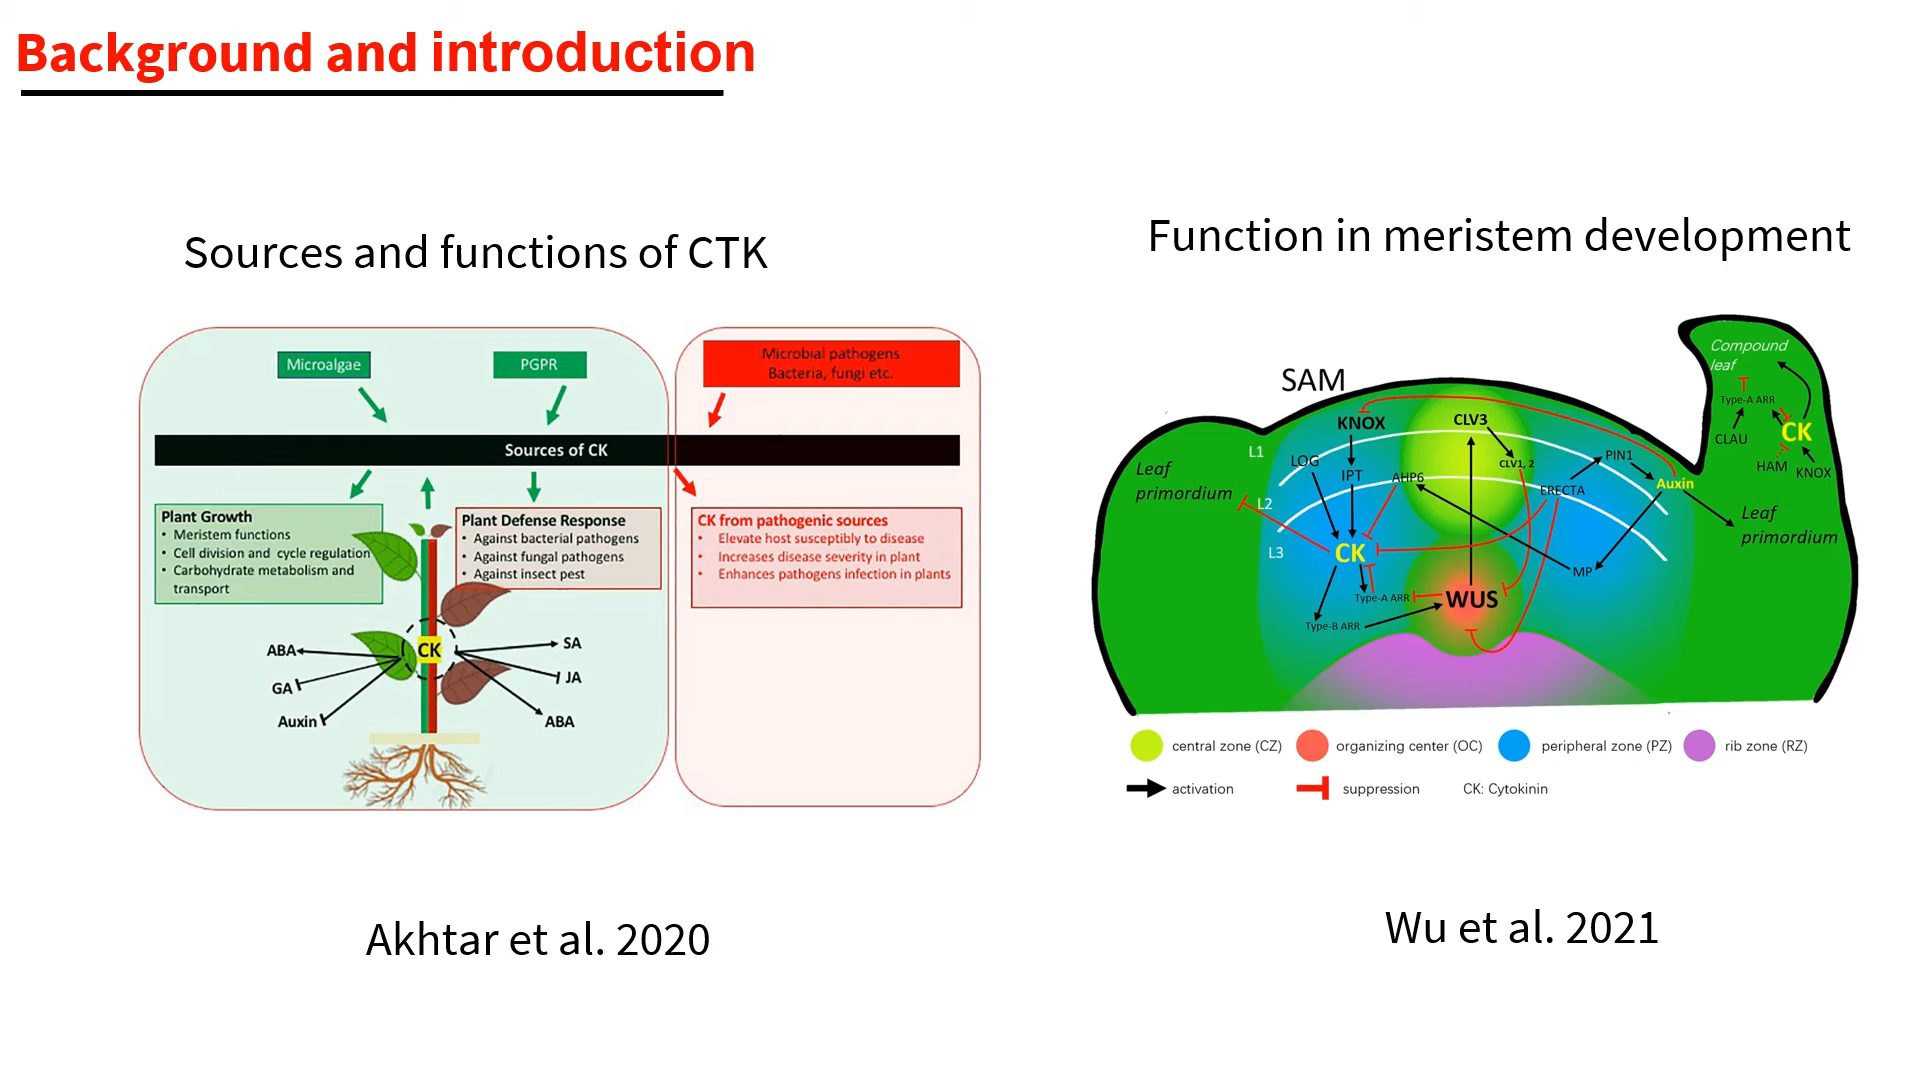 Background and introduction
Sources and functions of CTK
Microalgae
PGPR
Microbial pathogens
Bacteria, fungi etc.
Sources of CK
Plant Growth
• Meristem functions
• Cell division and cycle regulation
• Carbohydrate metabolism and
transport
Plant Defense Response
• Against bacterial pathogens
• Against fungal pathogens
• Against insect pest
CK from pathogenic sources
• Elevate host susceptibly to disease
• Increases disease severity in plant
• Enhances pathogens infection in plants
ABA
GA
Auxin
CK
SA
JA
ABA
Akhtar et al. 2020
Function in meristem development
SAM
Compound
leaf
Type-A ARR
CLAU
CK
HAM
KNOX
Leaf
primordium
L1
L2
L3
KNOX
LOG
IPT
AHP6
CLV3
CLV1, 2
ERECTA
PIN1
Auxin
Leaf
primordium
CK
MP
Type-A ARR
WUS
Type-B ARR
central zone (CZ)
organizing center (OC)
peripheral zone (PZ)
rib zone (RZ)
activation
suppression
CK: Cytokinin
Wu et al. 2021